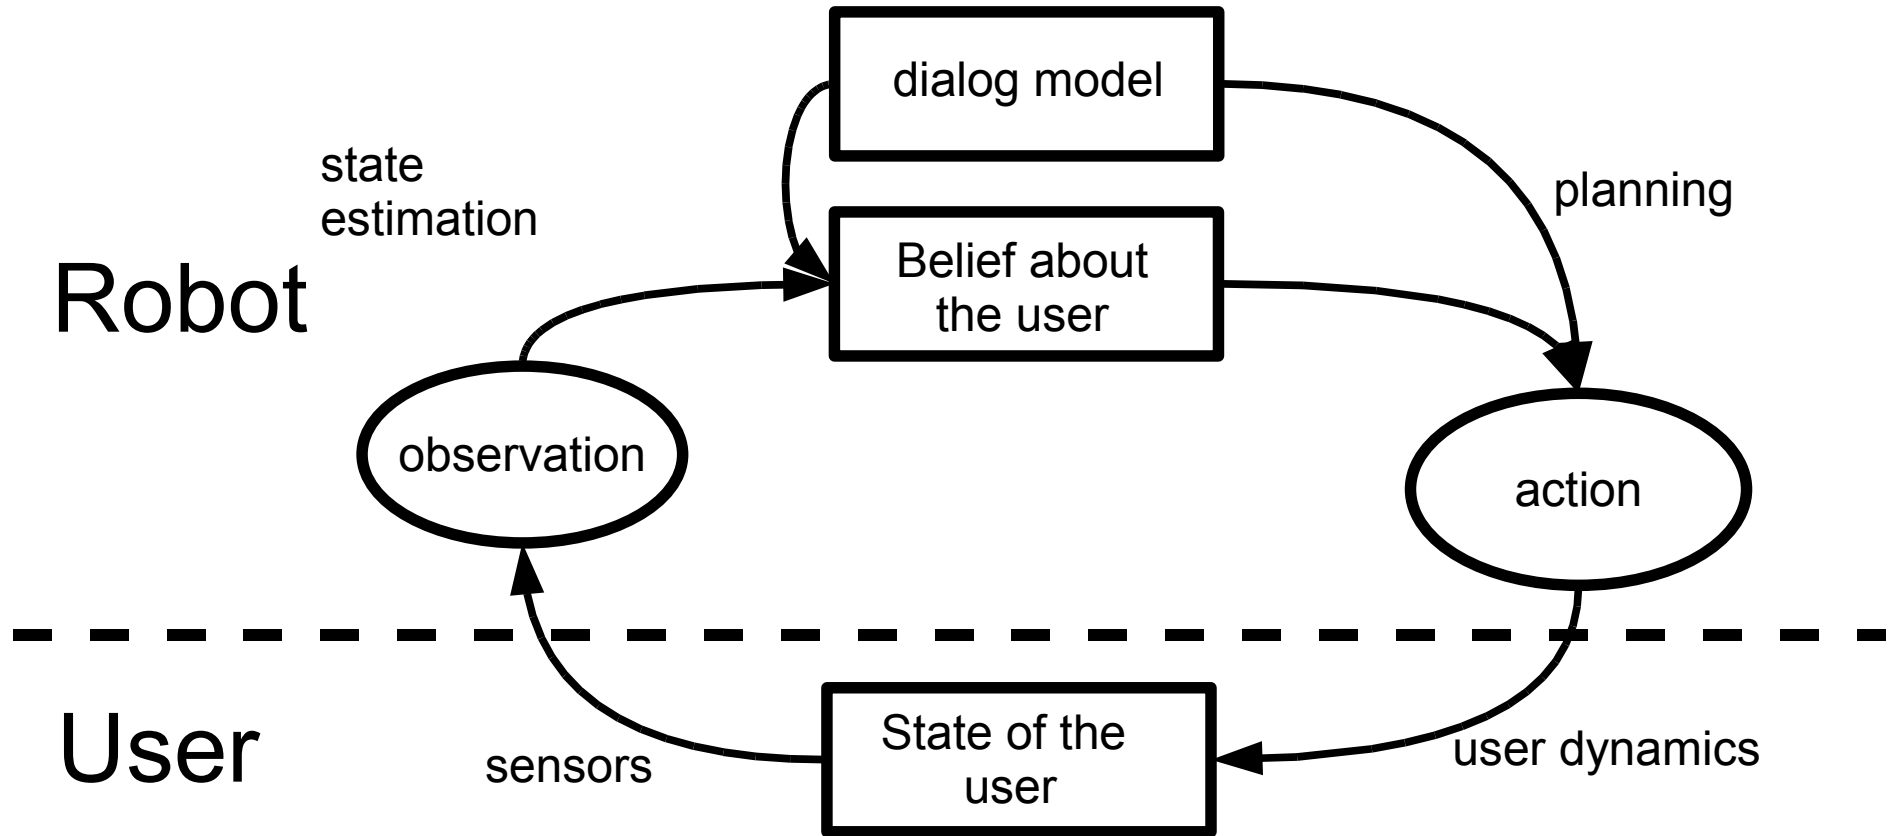 dialog model
state
estimation
planning
Belief about
the user
Robot
observation
action
User
State of the
user
sensors
user dynamics